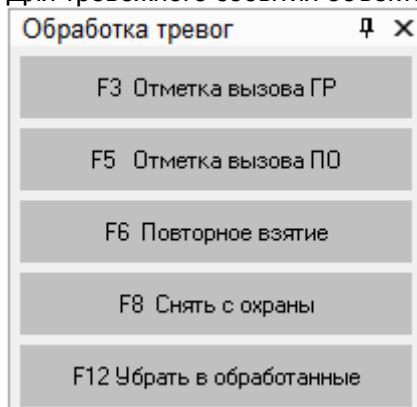 Обработка тревог
F3 Отметка вызова ГР
F5 Отметка вызова ПО
F6 Повторное взятие
F8 Снять с охраны
F12 Убрать в обработанные